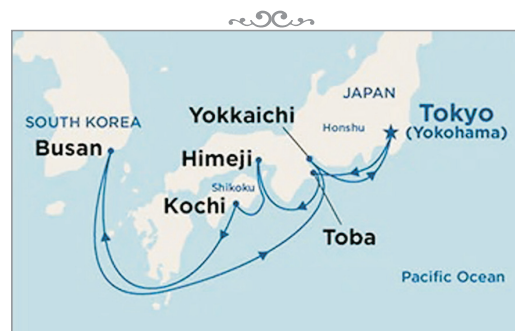 JAPAN
Yokkaichi
Tokyo
(Yokohama)
Honshu
SOUTH KOREA
Busan
Himeji
Shikoku
Kochi
Toba
Pacific Ocean